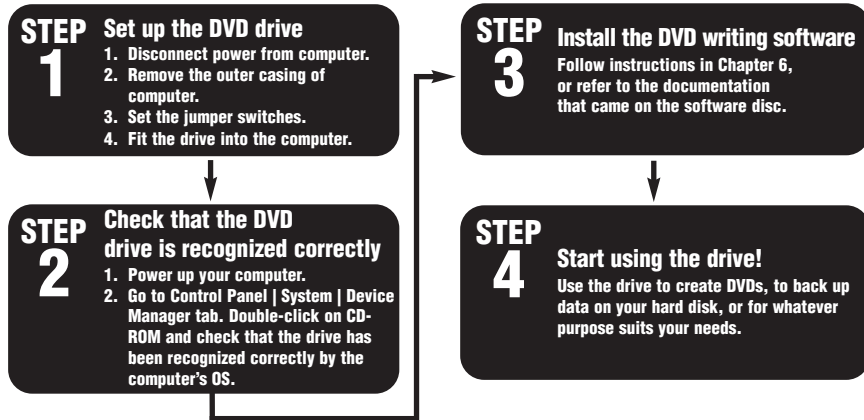 STEP 1
Set up the DVD drive
1. Disconnect power from computer.
2. Remove the outer casing of
computer.
3. Set the jumper switches.
4. Fit the drive into the computer.
STEP 2
Check that the DVD
drive is recognized correctly
1. Power up your computer.
2. Go to Control Panel | System | Device
Manager tab. Double-click on CD-
ROM and check that the drive has
been recognized correctly by the
computer's OS.
STEP 3
Install the DVD writing software
Follow instructions in Chapter 6,
or refer to the documentation
that came on the software disc.
STEP 4
Start using the drive!
Use the drive to create DVDs, to back up
data on your hard disk, or for whatever
purpose suits your needs.